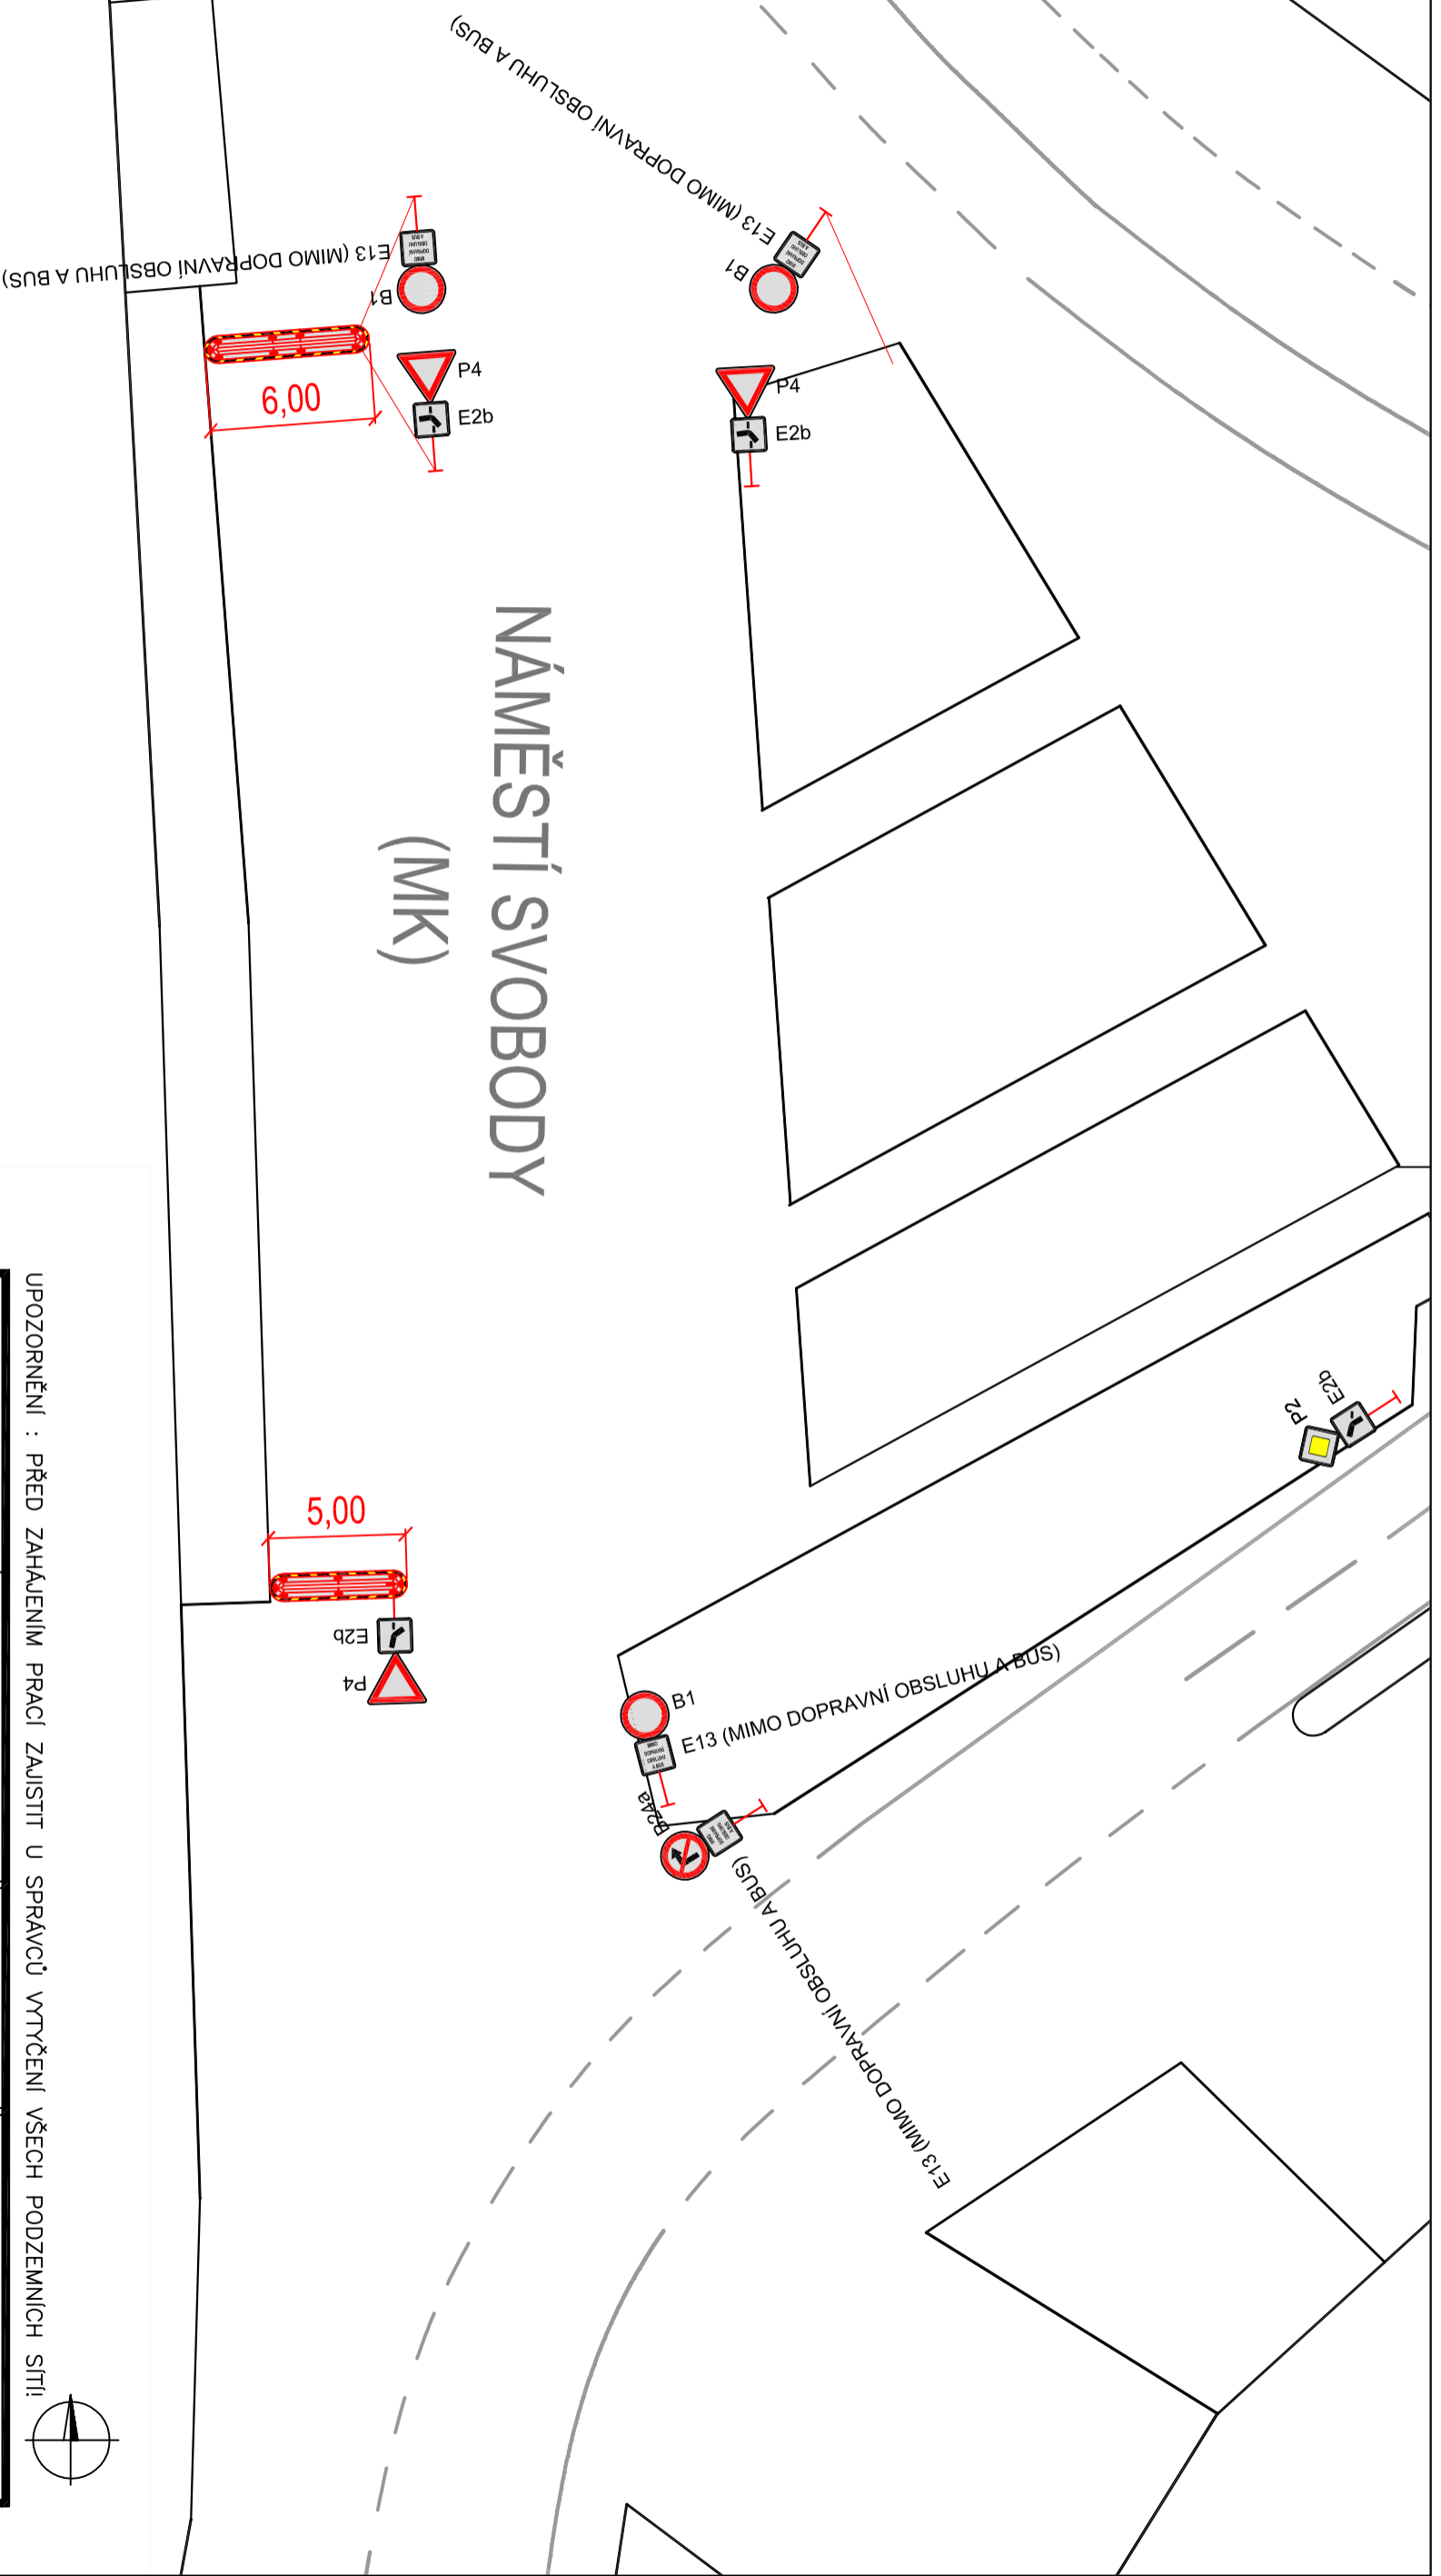 E13 (MIMO DOPRAVNÍ OBSLUHU A BUS)
E13 (MIMO DOPRAVNÍ OBSLUHU A BUS)
B1
B1
P4
E2b
P4
E2b
6,00
NÁMĚSTÍ SVOBODY
(MK)
E2b
P2
5,00
E2b
P4
B1
E13 (MIMO DOPRAVNÍ OBSLUHU A BUS)
B24a
E13 (MIMO DOPRAVNÍ OBSLUHU A BUS)
UPOZORNĚNÍ : PŘED ZAHÁJENÍM PRACÍ ZAJISTIT U SPRÁVCŮ VYTYČENÍ VŠECH PODZEMNÍCH SÍTÍ!